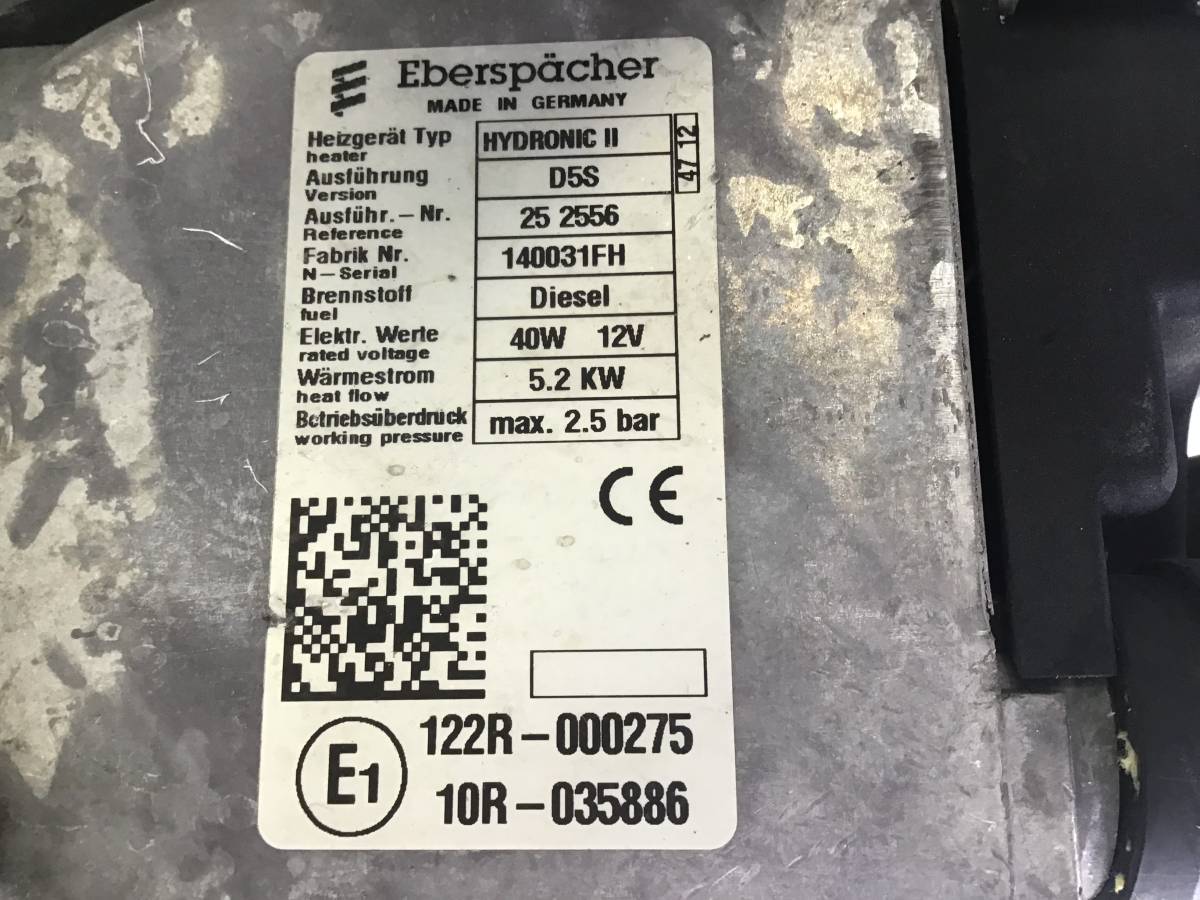 Eberspächer
MADE IN GERMANY
Heizgerät Typ HYDRONIC II
heater
47 12
Ausführung D5S
Version
Ausführ.-Nr. 25 2556
Reference
Fabrik Nr. 140031FH
N-Serial
Brennstoff Diesel
fuel
Elektr. Werte 40W 12V
rated voltage
Wärmestrom 5.2 KW
heat flow
Betriebsüberdruck max. 2.5 bar
working pressure
CE
E1
122R-000275
10R-035886